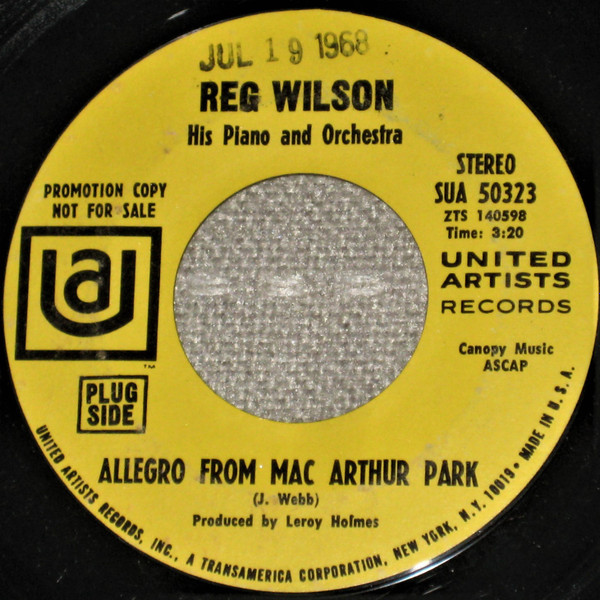 JUL 19 1968
REG WILSON
His Piano and Orchestra
PROMOTION COPY
NOT FOR SALE
STEREO
SUA 50323
ZTS 140598
Time: 3:20
UA
™
UNITED
ARTISTS
RECORDS
Canopy Music
ASCAP
PLUG
SIDE
ALLEGRO FROM MAC ARTHUR PARK
(J. Webb)
Produced by Leroy Holmes
UNITED ARTISTS RECORDS, INC., A TRANSAMERICA CORPORATION, NEW YORK, N.Y. 10019 • MADE IN U.S.A.